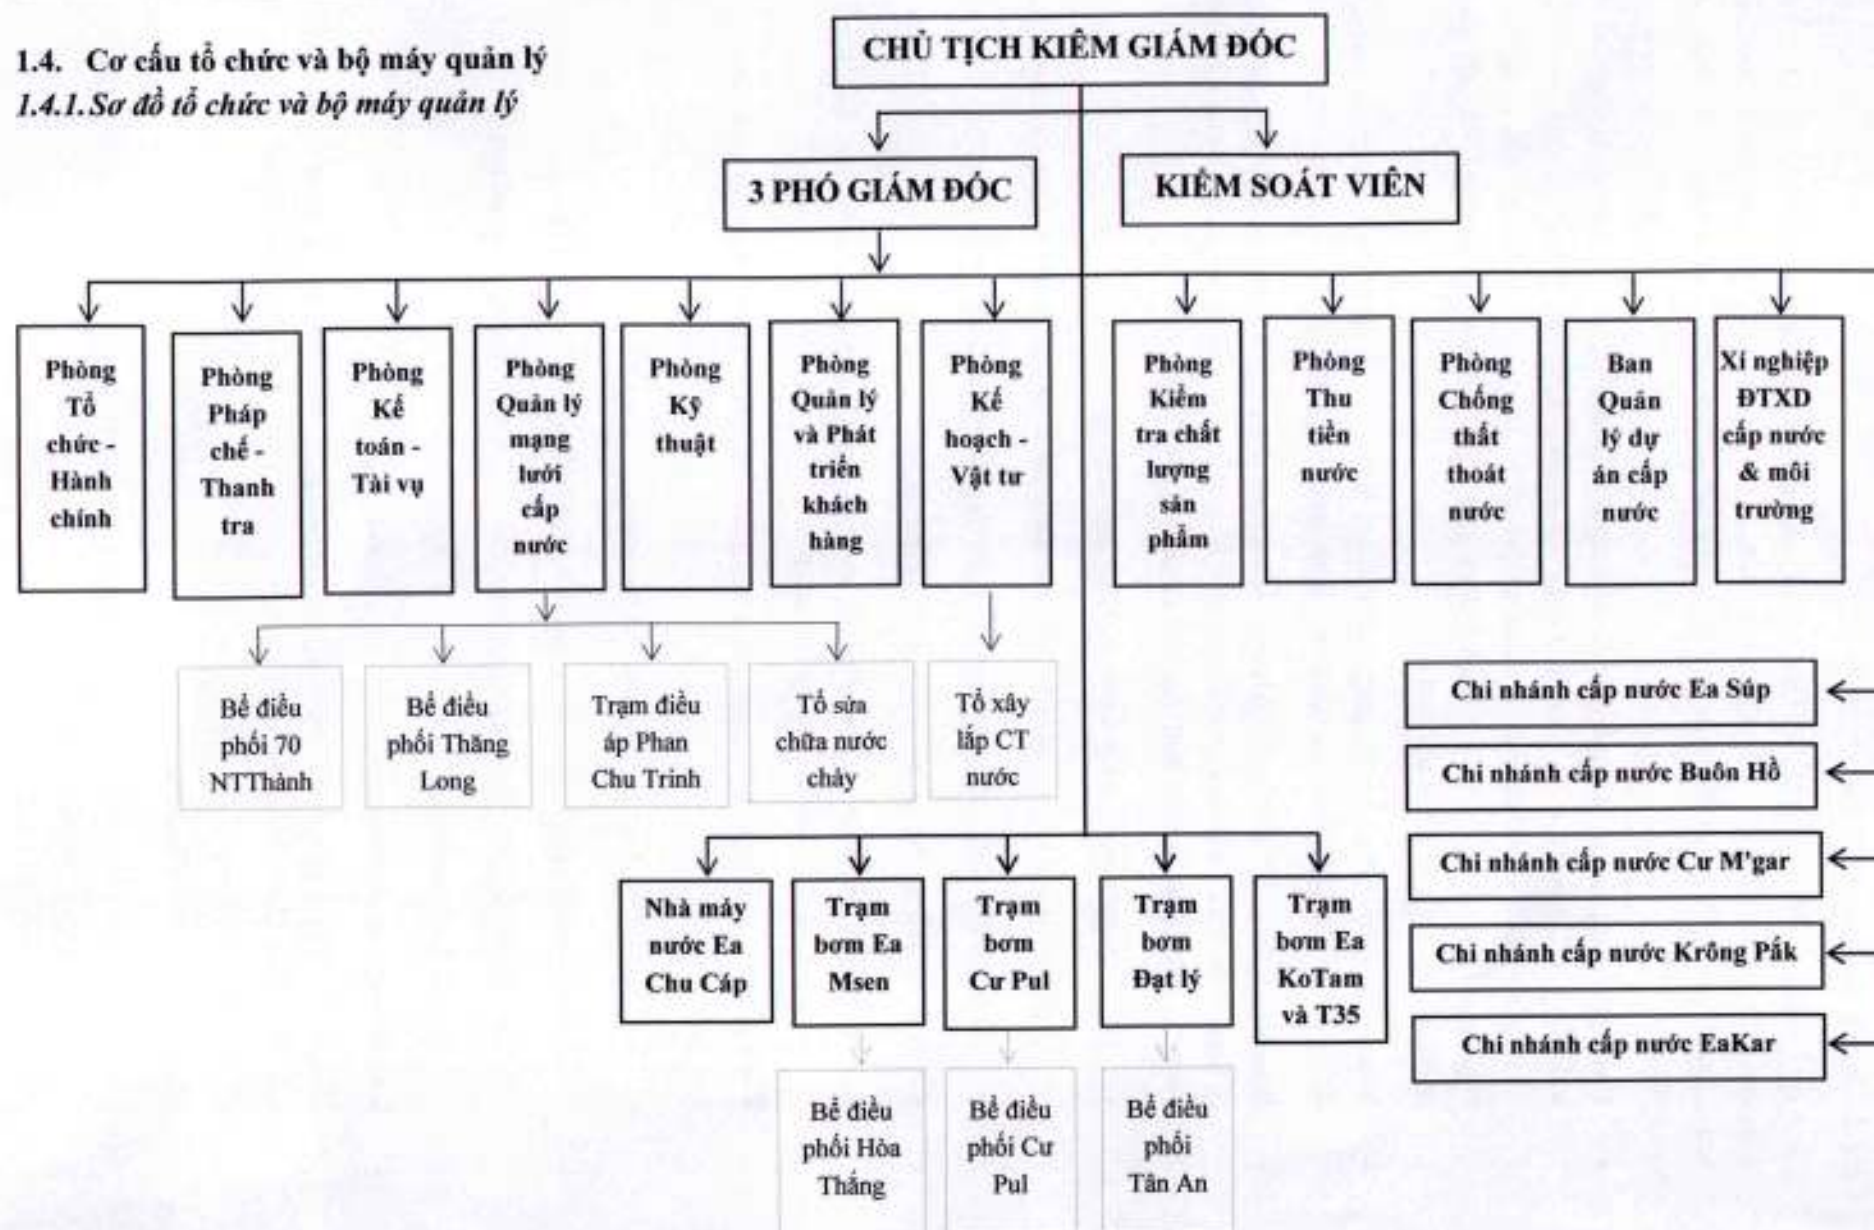 1.4. Cơ cấu tổ chức và bộ máy quản lý
1.4.1. Sơ đồ tổ chức và bộ máy quản lý
CHỦ TỊCH KIÊM GIÁM ĐỐC
3 PHÓ GIÁM ĐỐC
KIỂM SOÁT VIÊN
Phòng
Tổ
chức -
Hành
chính
Phòng
Pháp
chế -
Thanh
tra
Phòng
Kế
toán -
Tài vụ
Phòng
Quản lý
mạng
lưới
cấp
nước
Phòng
Kỹ
thuật
Phòng
Quản lý
và Phát
triển
khách
hàng
Phòng
Kế
hoạch -
Vật tư
Phòng
Kiểm
tra chất
lượng
sản
phẩm
Phòng
Thu
tiền
nước
Phòng
Chống
thất
thoát
nước
Ban
Quản
lý dự
án cấp
nước
Xí nghiệp
ĐTXD
cấp nước
& môi
trường
Bể điều
phối 70
NTThành
Bể điều
phối Thăng
Long
Trạm điều
áp Phan
Chu Trinh
Tổ sửa
chữa nước
chảy
Tổ xây
lắp CT
nước
Chi nhánh cấp nước Ea Súp
Chi nhánh cấp nước Buôn Hồ
Chi nhánh cấp nước Cư M'gar
Chi nhánh cấp nước Krông Pắk
Chi nhánh cấp nước EaKar
Nhà máy
nước Ea
Chu Cáp
Trạm
bơm Ea
Msen
Trạm
bơm
Cư Pul
Trạm
bơm
Đạt lý
Trạm
bơm Ea
KoTam
và T35
Bể điều
phối Hòa
Thắng
Bể điều
phối Cư
Pul
Bể điều
phối
Tân An